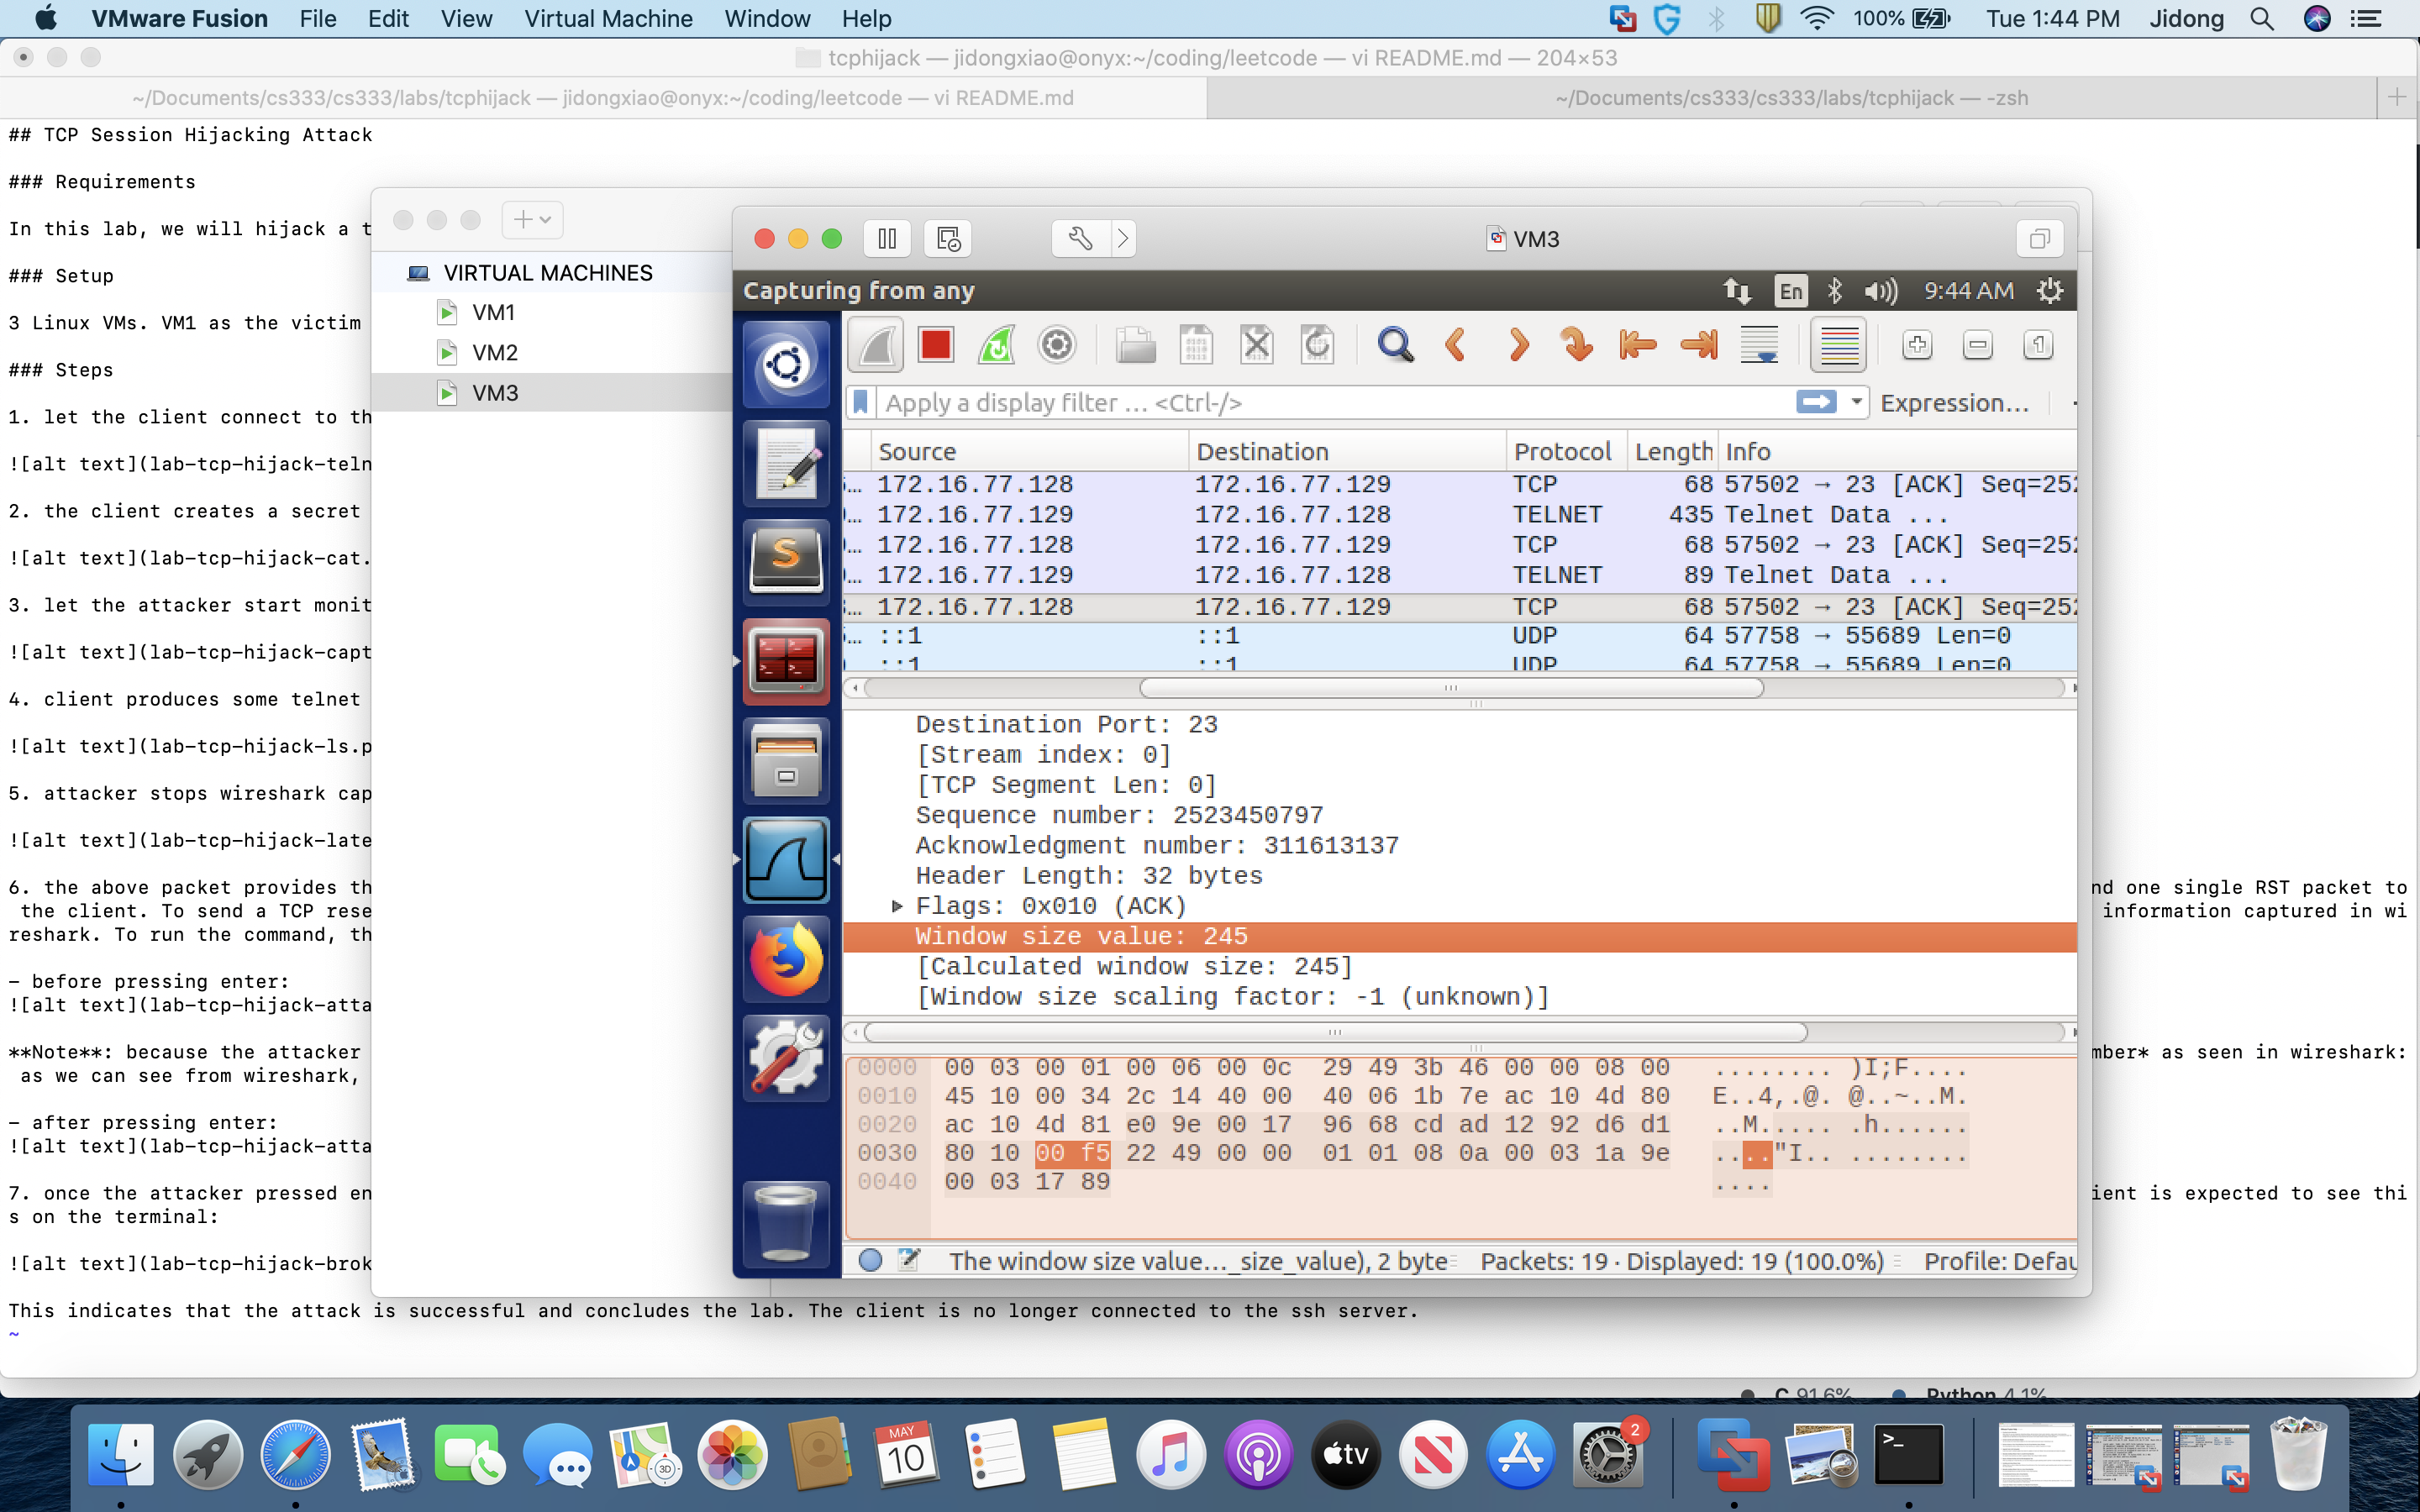 VMware Fusion File Edit View Virtual Machine Window Help 100% Tue 1:44 PM Jidong
tcphijack — jidongxiao@onyx:~/coding/leetcode — vi README.md — 204×53
~/Documents/cs333/cs333/labs/tcphijack — jidongxiao@onyx:~/coding/leetcode — vi README.md
~/Documents/cs333/cs333/labs/tcphijack — -zsh
## TCP Session Hijacking Attack
### Requirements
In this lab, we will hijack a t
### Setup
3 Linux VMs. VM1 as the victim
### Steps
1. let the client connect to th
![alt text](lab-tcp-hijack-teln
2. the client creates a secret
![alt text](lab-tcp-hijack-cat.
3. let the attacker start monit
![alt text](lab-tcp-hijack-capt
4. client produces some telnet
![alt text](lab-tcp-hijack-ls.p
5. attacker stops wireshark cap
![alt text](lab-tcp-hijack-late
6. the above packet provides th
nd one single RST packet to
the client. To send a TCP rese
information captured in wi
reshark. To run the command, th
- before pressing enter:
![alt text](lab-tcp-hijack-atta
**Note**: because the attacker
mber* as seen in wireshark:
as we can see from wireshark,
- after pressing enter:
![alt text](lab-tcp-hijack-atta
7. once the attacker pressed en
ient is expected to see thi
s on the terminal:
![alt text](lab-tcp-hijack-brok
This indicates that the attack is successful and concludes the lab. The client is no longer connected to the ssh server.
~
VIRTUAL MACHINES
VM1
VM2
VM3
VM3
Capturing from any En 9:44 AM
Apply a display filter ... <Ctrl-/> Expression...
Source Destination Protocol Length Info
172.16.77.128 172.16.77.129 TCP 68 57502 → 23 [ACK] Seq=252
172.16.77.129 172.16.77.128 TELNET 435 Telnet Data ...
172.16.77.128 172.16.77.129 TCP 68 57502 → 23 [ACK] Seq=252
172.16.77.129 172.16.77.128 TELNET 89 Telnet Data ...
172.16.77.128 172.16.77.129 TCP 68 57502 → 23 [ACK] Seq=252
::1 ::1 UDP 64 57758 → 55689 Len=0
::1 ::1 UDP 64 57758 → 55689 Len=0
Destination Port: 23
[Stream index: 0]
[TCP Segment Len: 0]
Sequence number: 2523450797
Acknowledgment number: 311613137
Header Length: 32 bytes
Flags: 0x010 (ACK)
Window size value: 245
[Calculated window size: 245]
[Window size scaling factor: -1 (unknown)]
0000 00 03 00 01 00 06 00 0c 29 49 3b 46 00 00 08 00 ........ )I;F....
0010 45 10 00 34 2c 14 40 00 40 06 1b 7e ac 10 4d 80 E..4,.@. @..~..M.
0020 ac 10 4d 81 e0 9e 00 17 96 68 cd ad 12 92 d6 d1 ..M..... .h......
0030 80 10 00 f5 22 49 00 00 01 01 08 0a 00 03 1a 9e ...."I.. ........
0040 00 03 17 89 ....
The window size value..._size_value), 2 byte Packets: 19 · Displayed: 19 (100.0%) Profile: Defau
C 91.6% Python 4.1%
MAY
10
3D
tv
2
>_